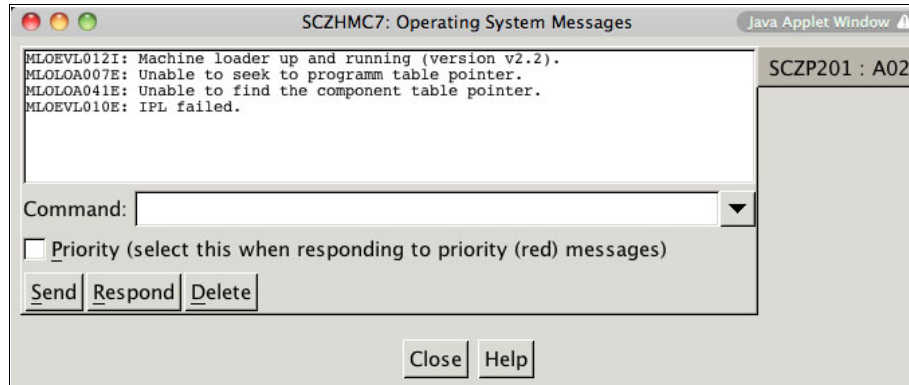 SCZHMC7: Operating System Messages
Java Applet Window
MLOEVL012I: Machine loader up and running (version v2.2).
MLOLOA007E: Unable to seek to programm table pointer.
MLOLOA041E: Unable to find the component table pointer.
MLOEVL010E: IPL failed.
SCZP201 : A02
Command:
Priority (select this when responding to priority (red) messages)
Send Respond Delete
Close Help